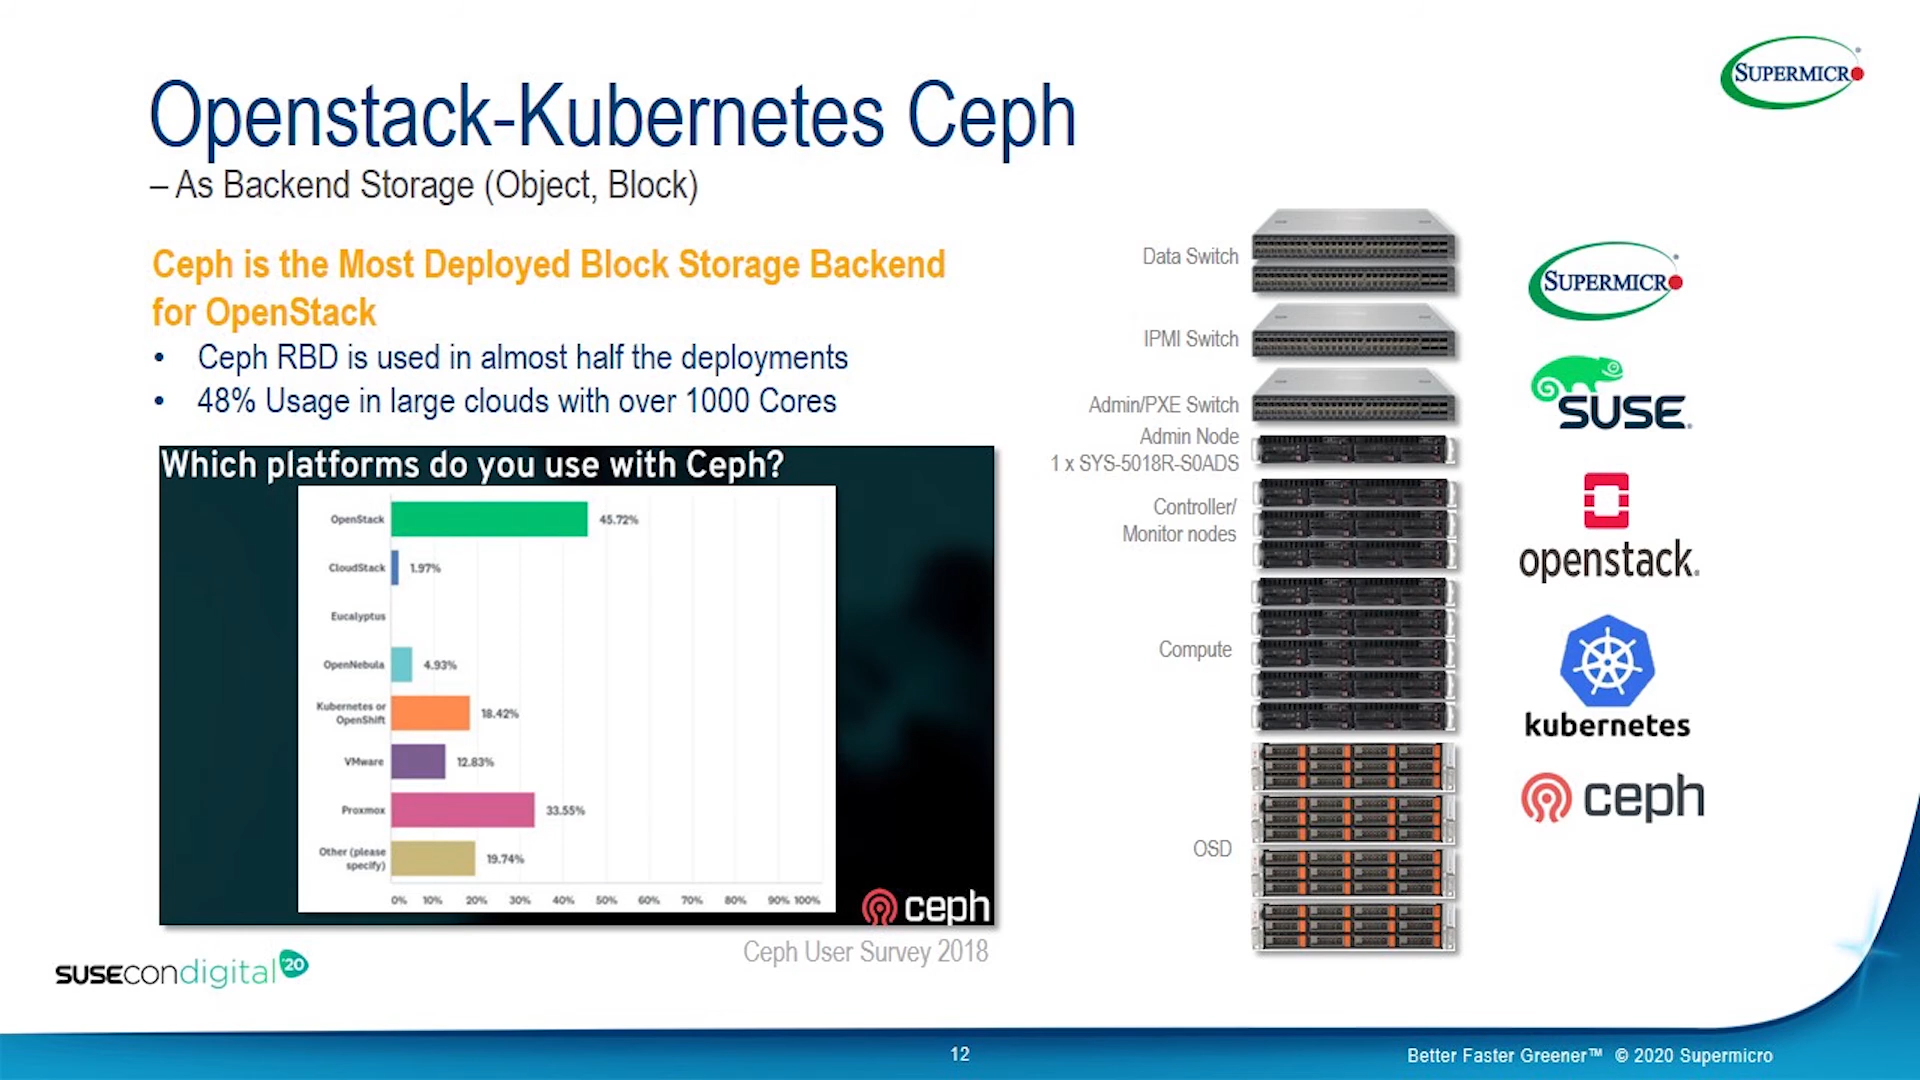 SUPERMICR
Openstack-Kubernetes Ceph
– As Backend Storage (Object, Block)
Ceph is the Most Deployed Block Storage Backend
for OpenStack
• Ceph RBD is used in almost half the deployments
• 48% Usage in large clouds with over 1000 Cores
Which platforms do you use with Ceph?
OpenStack 45.72%
CloudStack 1.97%
Eucalyptus
OpenNebula 4.93%
Kubernetes or
OpenShift 18.42%
VMware 12.83%
Proxmox 33.55%
Other (please
specify) 19.74%
0% 10% 20% 30% 40% 50% 60% 70% 80% 90% 100%
ceph
Ceph User Survey 2018
Data Switch
IPMI Switch
Admin/PXE Switch
Admin Node
1 x SYS-5018R-S0ADS
Controller/
Monitor nodes
Compute
OSD
SUPERMICR
SUSE
openstack.
kubernetes
ceph
SUSEcondigital '20
12
Better Faster Greener™ © 2020 Supermicro